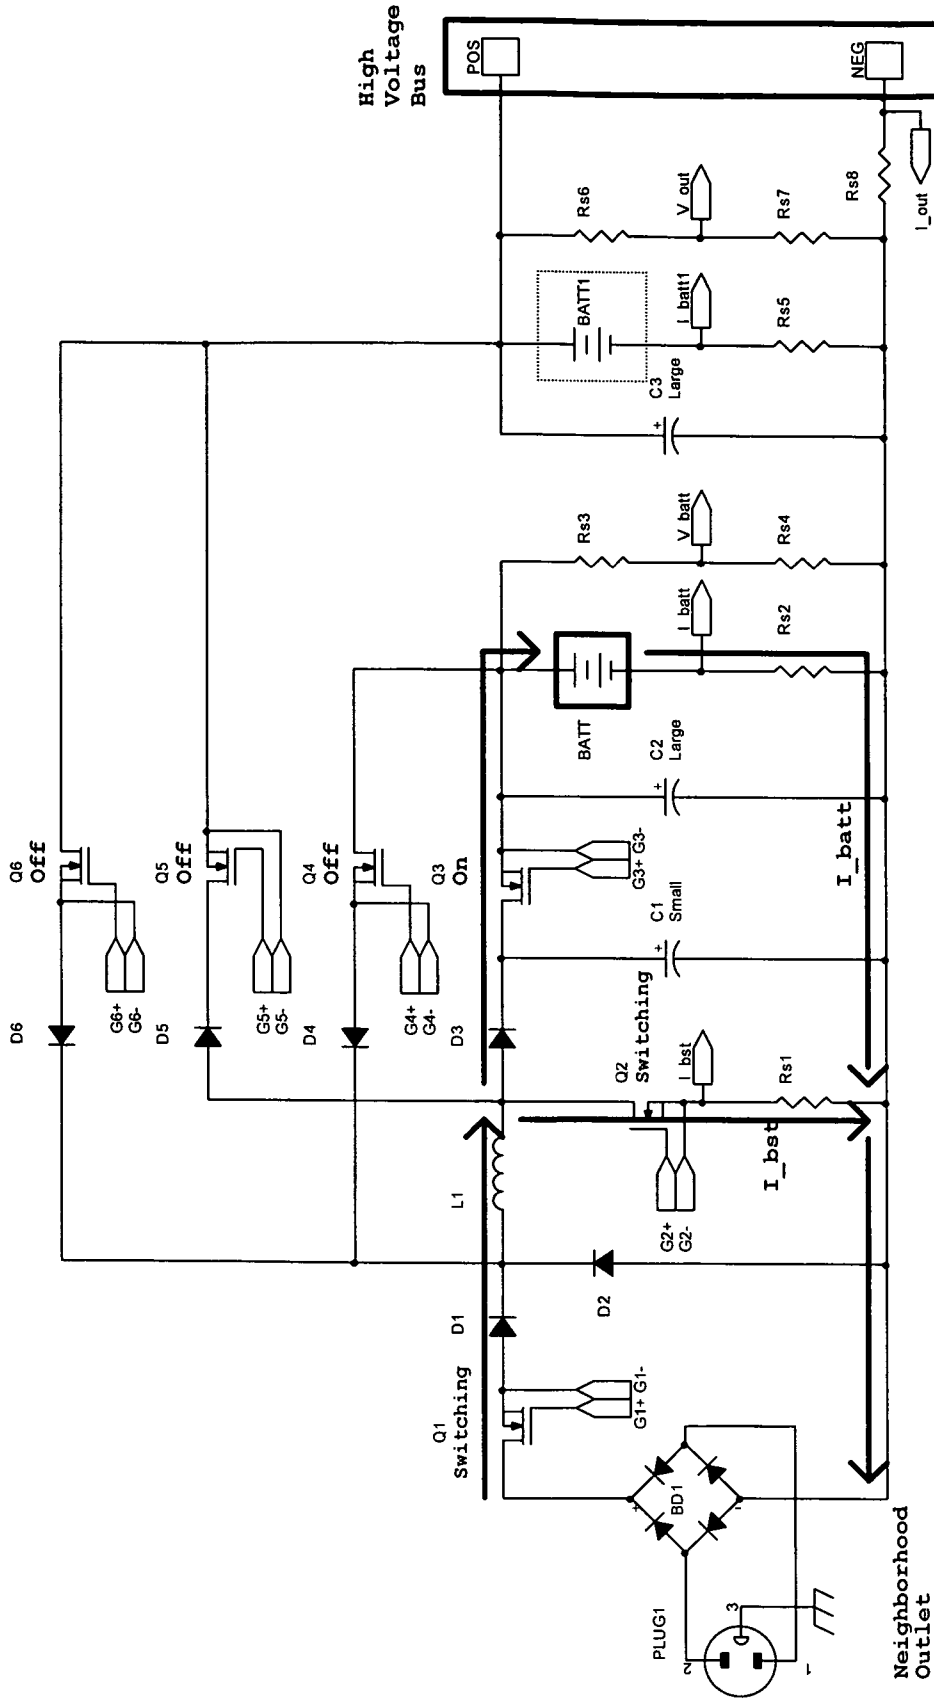 High
Voltage
Bus
POS
NEG
I_out
Rs8
Rs6
V_out
Rs7
BATT1
I_batt1
Rs5
C3
Large
+
Rs3
V_batt
Rs4
I_batt
Rs2
BATT
C2
Large
+
I_batt
Q6
Off
D6
G6+
G6-
Q5
Off
D5
G5+
G5-
Q4
Off
D4
G4+
G4-
Q3
On
D3
G3+ G3-
C1
Small
+
Q2
Switching
I_bst
Rs1
G2+
G2-
I_bst
L1
D2
D1
Q1
Switching
G1+ G1-
BD1
+
-
PLUG1
2
3
1
Neighborhood
Outlet